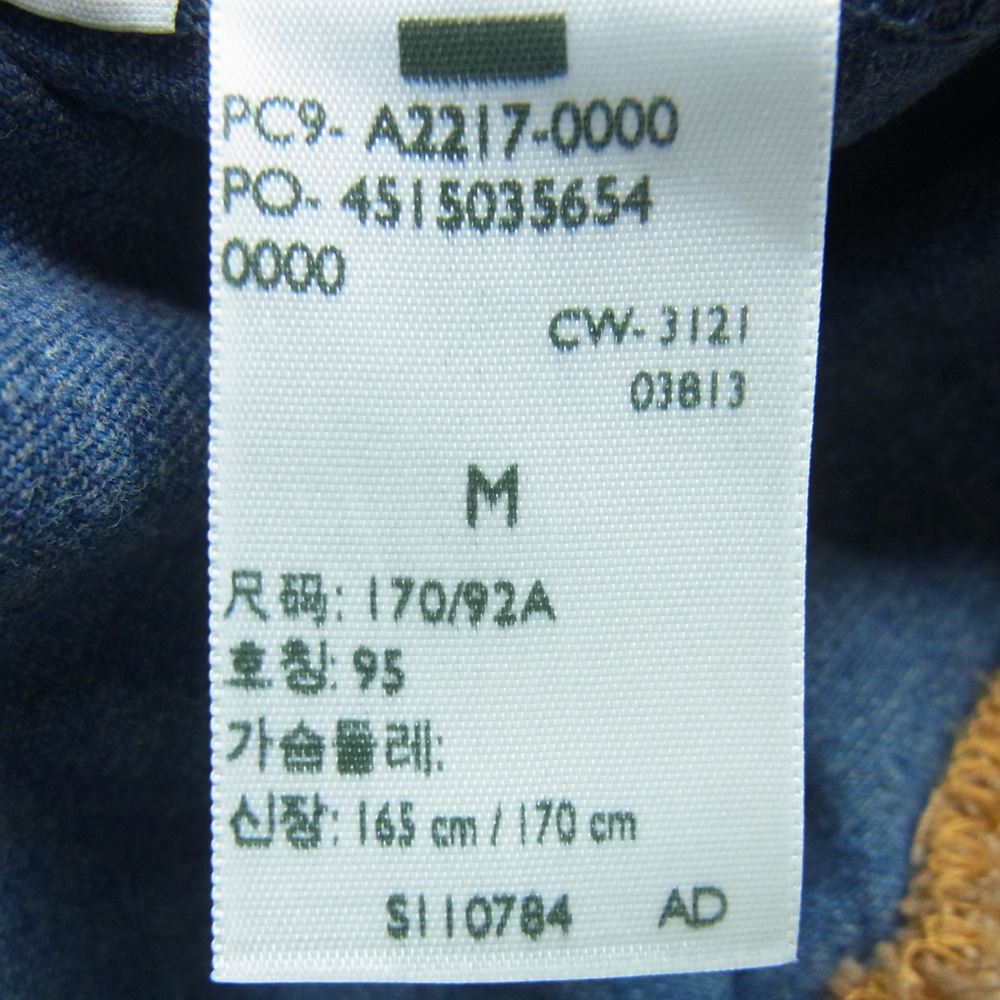 PC9- A2217-0000
PO- 4515035654
0000
CW- 3121
03813
M
尺码: 170/92A
호칭: 95
가슴둘레:
신장: 165 cm / 170 cm
S110784 AD